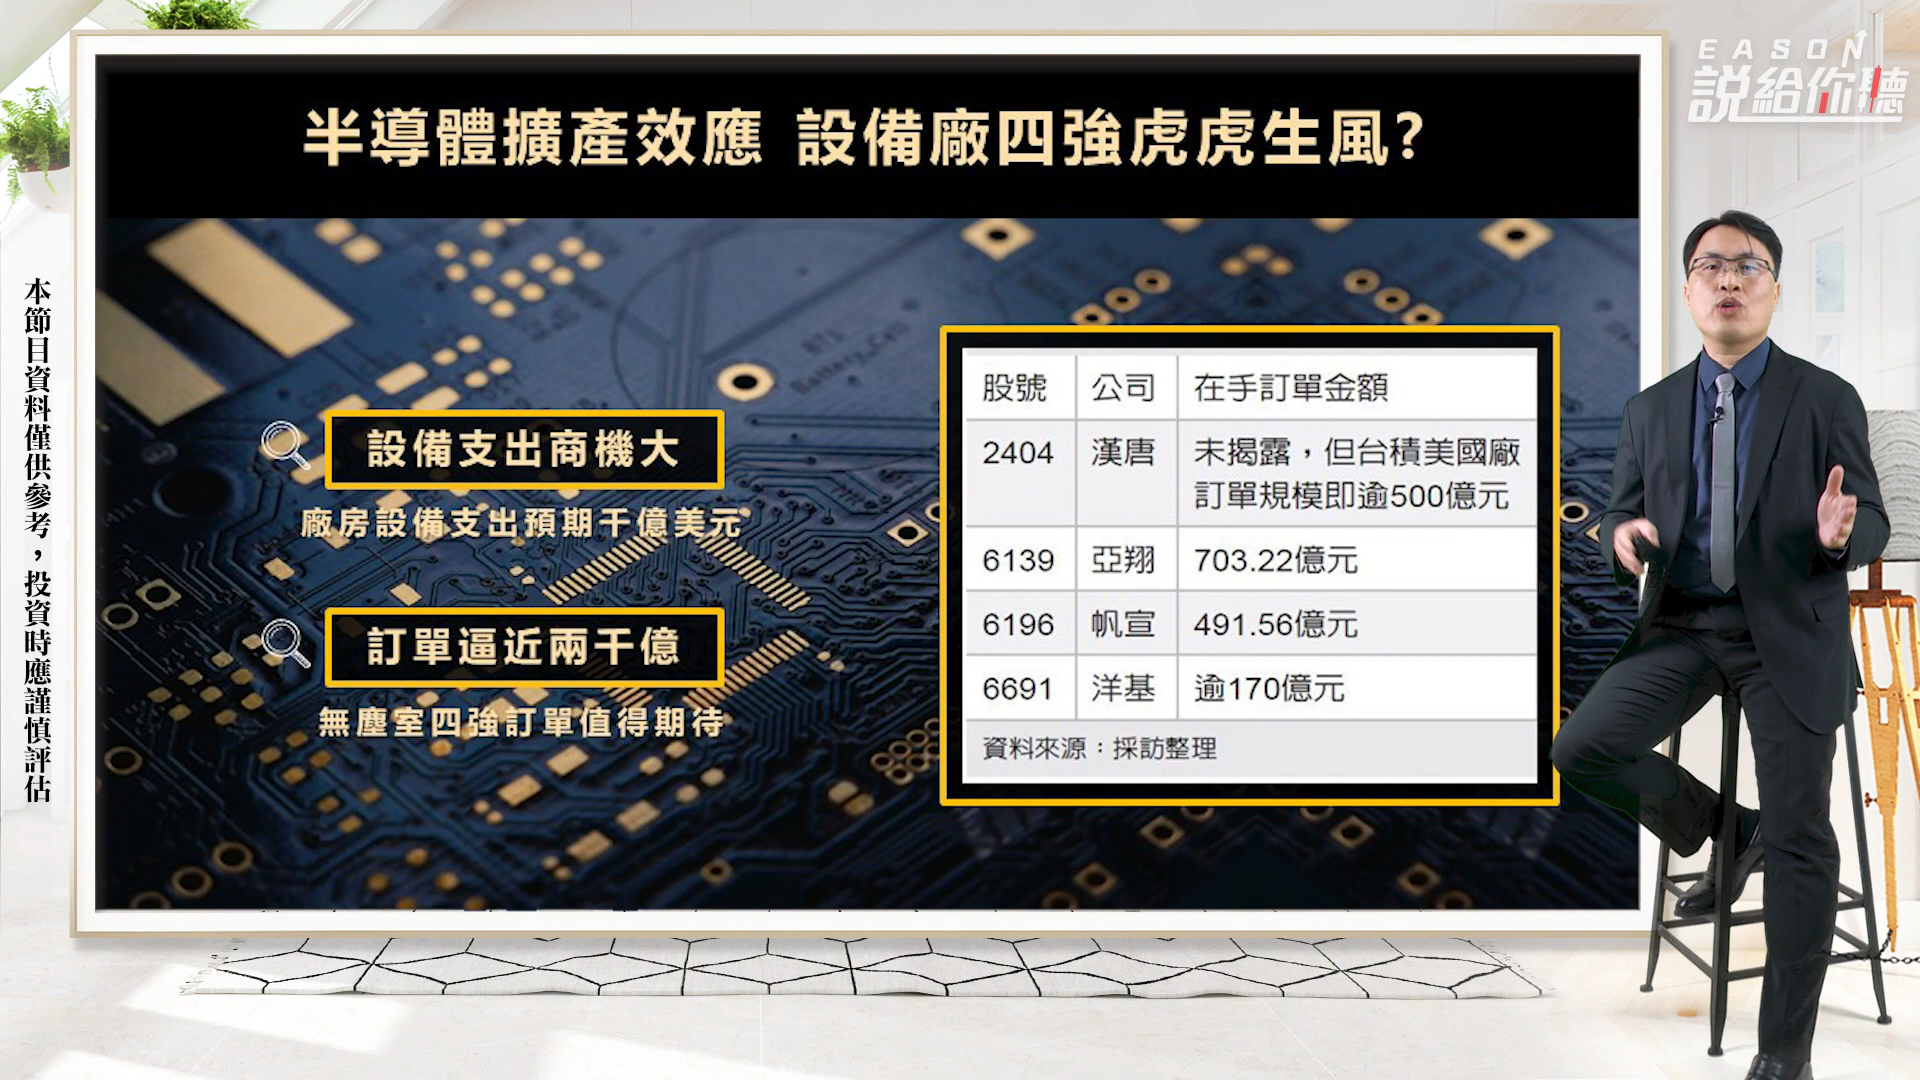 EASON
說給你聽
半導體擴產效應 設備廠四強虎虎生風?
本節目資料僅供參考，投資時應謹慎評估
設備支出商機大
廠房設備支出預期千億美元
訂單逼近兩千億
無塵室四強訂單值得期待
股號 公司 在手訂單金額
2404 漢唐 未揭露，但台積美國廠
訂單規模即逾500億元
6139 亞翔 703.22億元
6196 帆宣 491.56億元
6691 洋基 逾170億元
資料來源：採訪整理